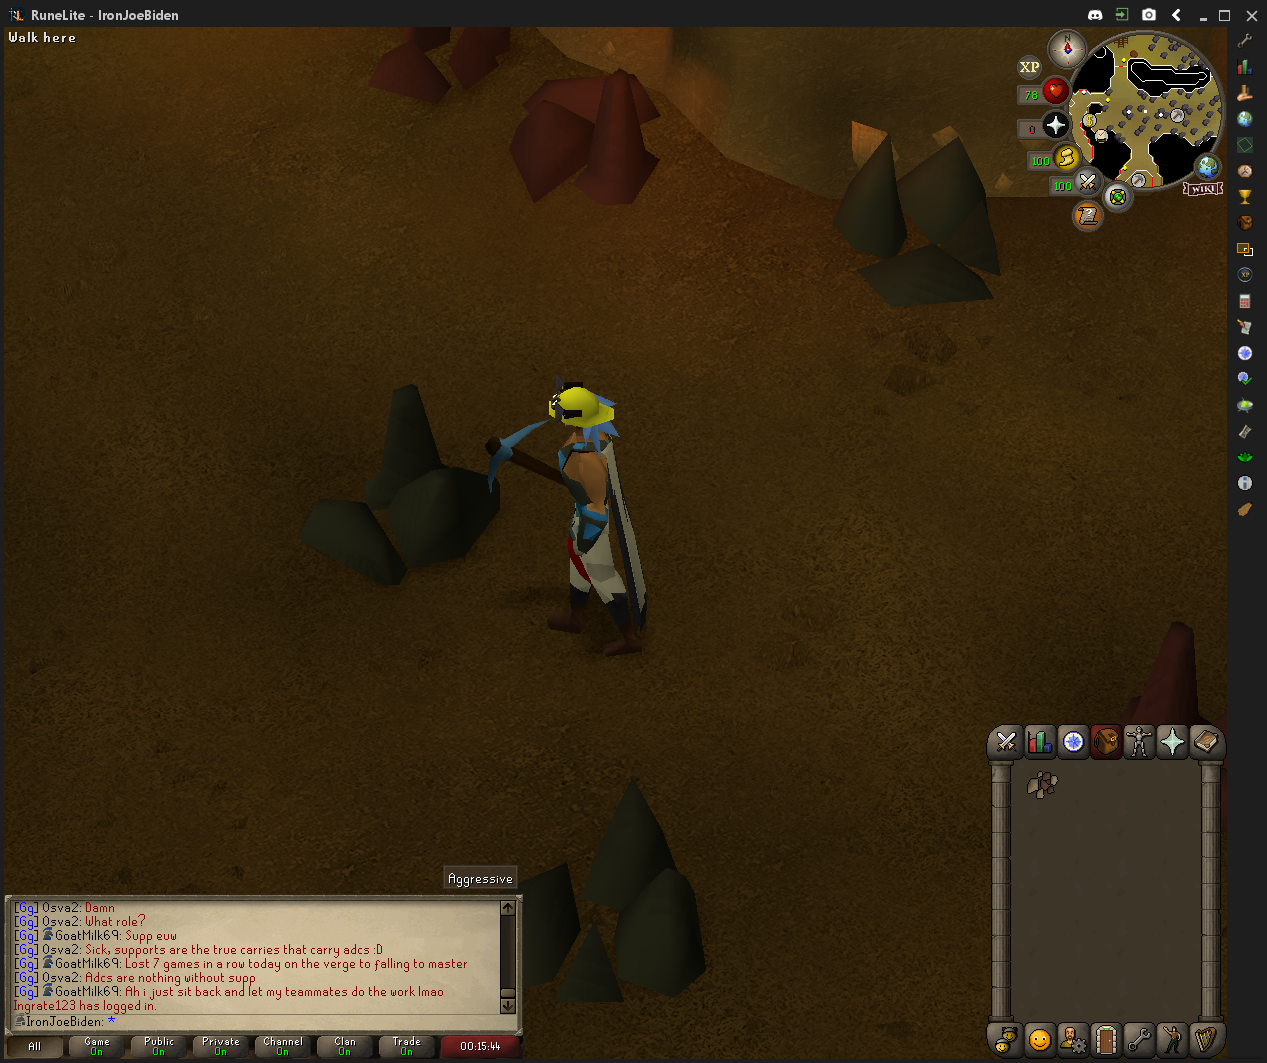 RuneLite - IronJoeBiden
Walk here
N
XP
78
0
100
100
WIKI
Aggressive
[Gg] Osva2: Damn
[Gg] Osva2: What role?
[Gg] GoatMilk69: Supp euw
[Gg] Osva2: Sick, supports are the true carries that carry adcs :D
[Gg] GoatMilk69: Lost 7 games in a row today on the verge to falling to master
[Gg] Osva2: Adcs are nothing without supp
[Gg] GoatMilk69: Ah i just sit back and let my teammates do the work lmao
Ingrate123 has logged in.
IronJoeBiden: *
All
Game
On
Public
On
Private
On
Channel
On
Clan
On
Trade
On
00:15:44